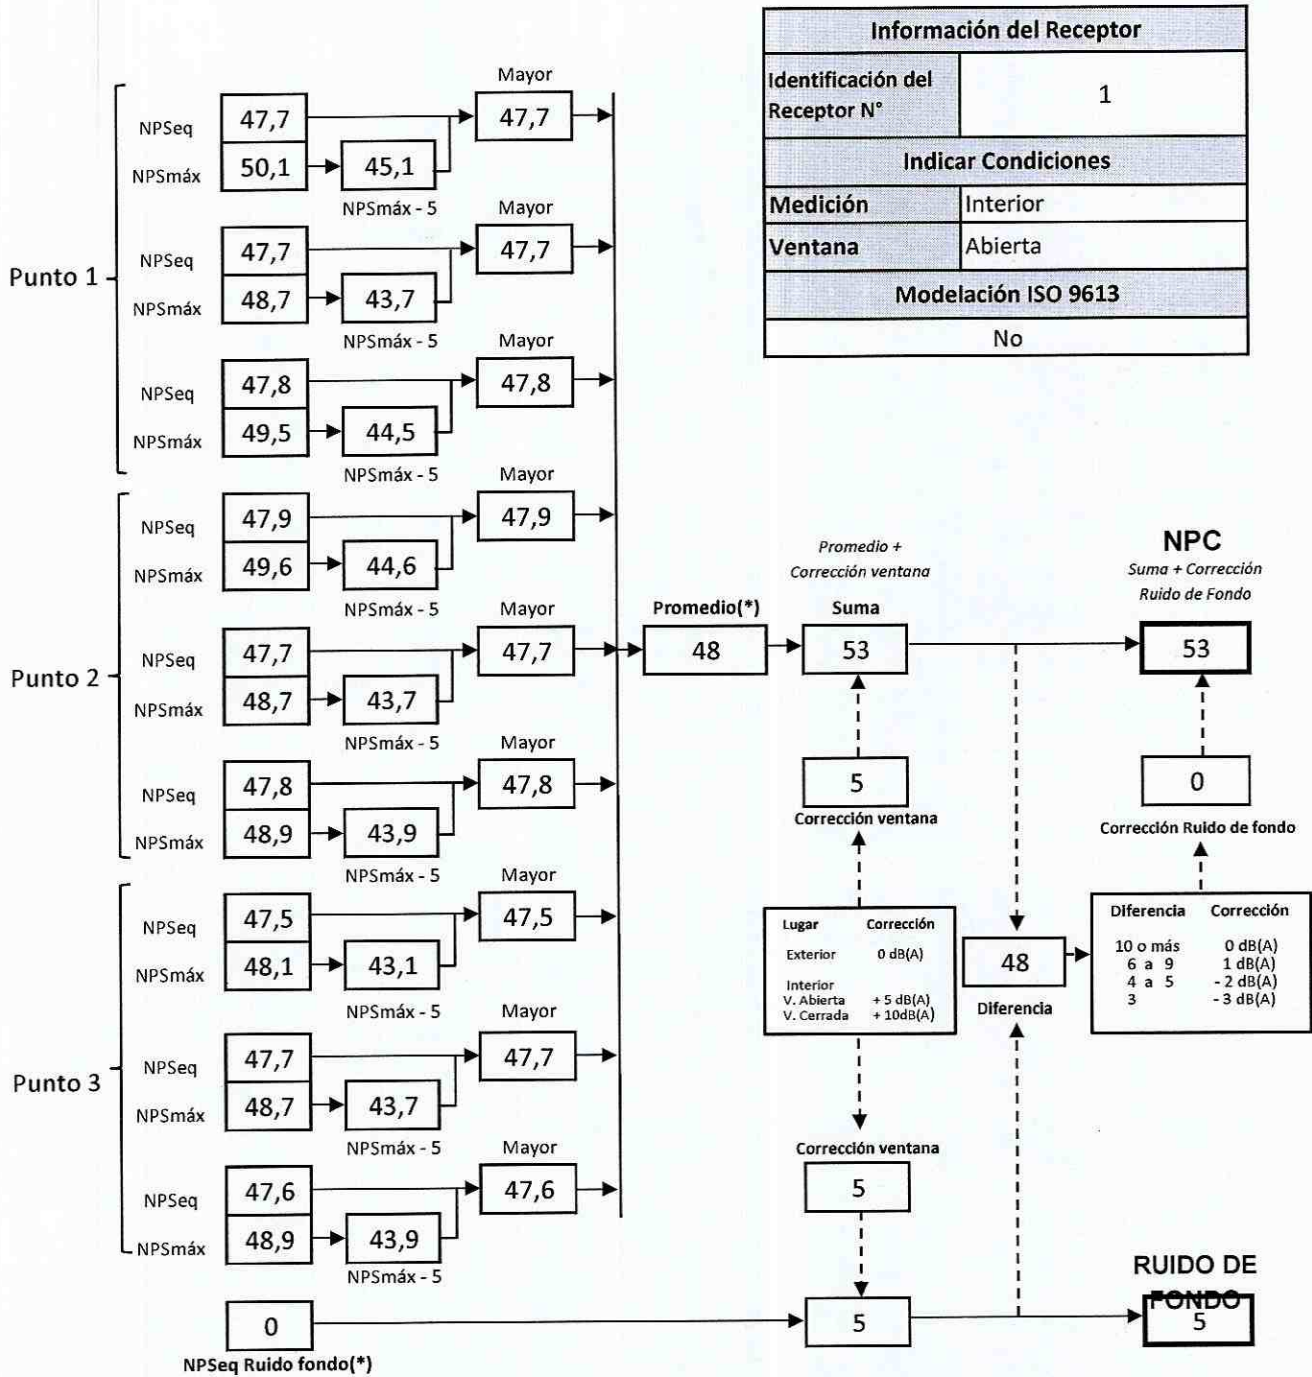 Información del Receptor
Identificación del
Receptor N°
1
Indicar Condiciones
Medición Interior
Ventana Abierta
Modelación ISO 9613
No
Punto 1
Mayor
NPSeq 47,7 47,7
NPSmáx 50,1 45,1
NPSmáx - 5
Mayor
NPSeq 47,7 47,7
NPSmáx 48,7 43,7
NPSmáx - 5
Mayor
NPSeq 47,8 47,8
NPSmáx 49,5 44,5
NPSmáx - 5
Punto 2
Mayor
NPSeq 47,9 47,9
NPSmáx 49,6 44,6
NPSmáx - 5
Mayor
NPSeq 47,7 47,7
NPSmáx 48,7 43,7
NPSmáx - 5
Mayor
NPSeq 47,8 47,8
NPSmáx 48,9 43,9
NPSmáx - 5
Punto 3
Mayor
NPSeq 47,5 47,5
NPSmáx 48,1 43,1
NPSmáx - 5
Mayor
NPSeq 47,7 47,7
NPSmáx 48,7 43,7
NPSmáx - 5
Mayor
NPSeq 47,6 47,6
NPSmáx 48,9 43,9
NPSmáx - 5
0
NPSeq Ruido fondo(*)
Promedio(*)
48
Promedio +
Corrección ventana
Suma
53
5
Corrección ventana
Lugar Corrección
Exterior 0 dB(A)
Interior
V. Abierta + 5 dB(A)
V. Cerrada + 10dB(A)
Corrección ventana
5
5
48
Diferencia
NPC
Suma + Corrección
Ruido de Fondo
53
0
Corrección Ruido de fondo
Diferencia Corrección
10 o más 0 dB(A)
6 a 9 1 dB(A)
4 a 5 - 2 dB(A)
3 - 3 dB(A)
RUIDO DE
FONDO
5